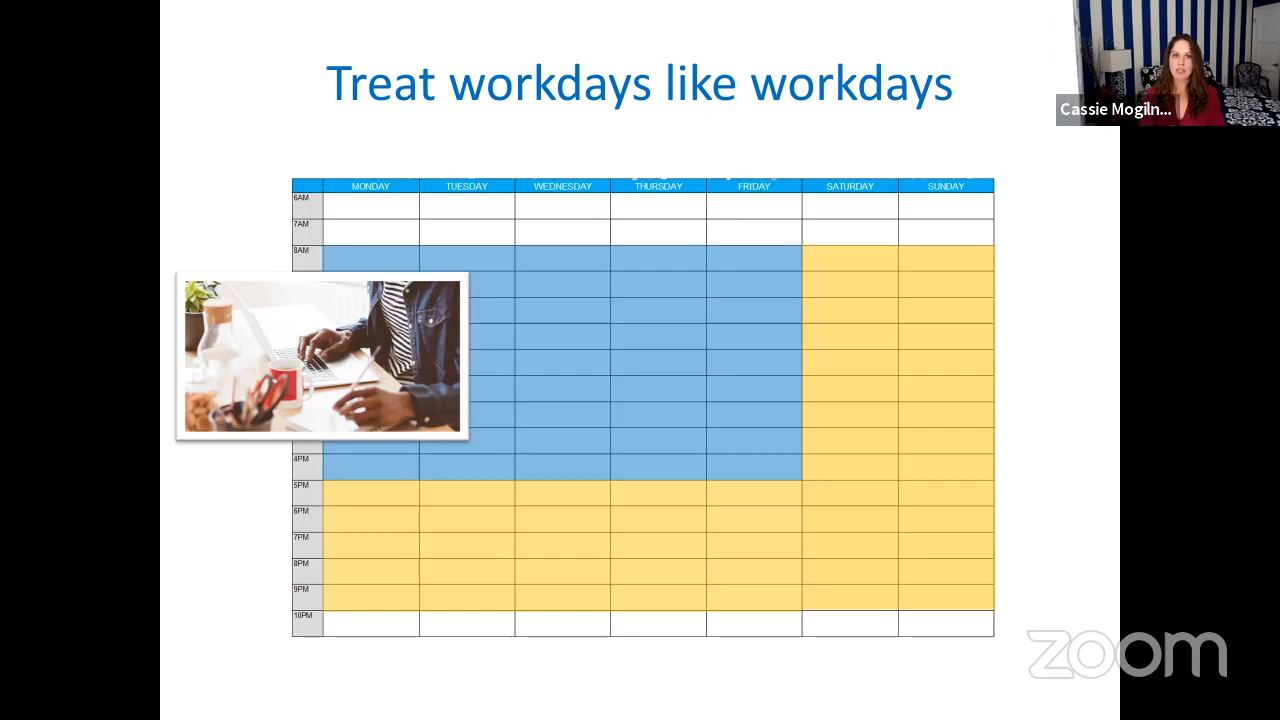 Treat workdays like workdays
Cassie Mogiln...
MONDAY TUESDAY WEDNESDAY THURSDAY FRIDAY SATURDAY SUNDAY
6AM
7AM
8AM
4PM
5PM
6PM
7PM
8PM
9PM
10PM
zoom